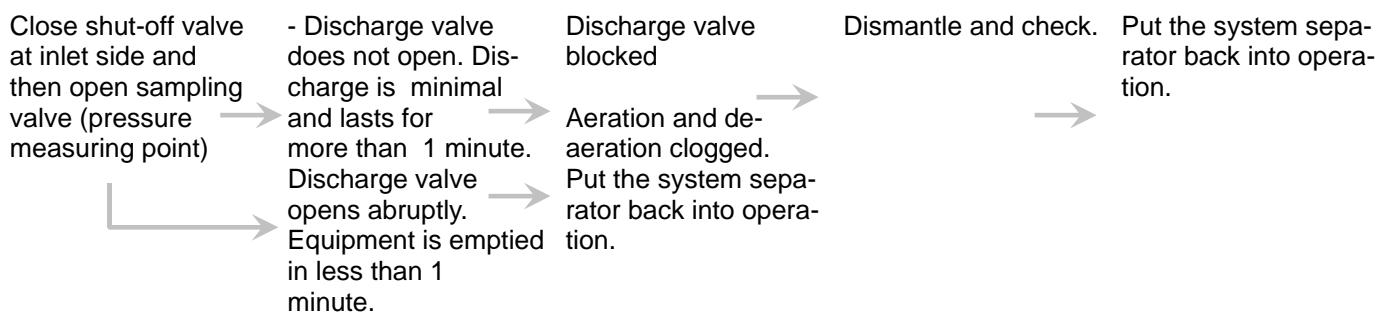 Close shut-off valve
at inlet side and
then open sampling
valve (pressure
measuring point)
- Discharge valve
does not open. Dis-
charge is minimal
and lasts for
more than 1 minute.
Discharge valve
opens abruptly.
Equipment is emptied
in less than 1
minute.
Discharge valve
blocked
Aeration and de-
aeration clogged.
Put the system sepa-
rator back into opera-
tion.
Dismantle and check.
Put the system sepa-
rator back into opera-
tion.